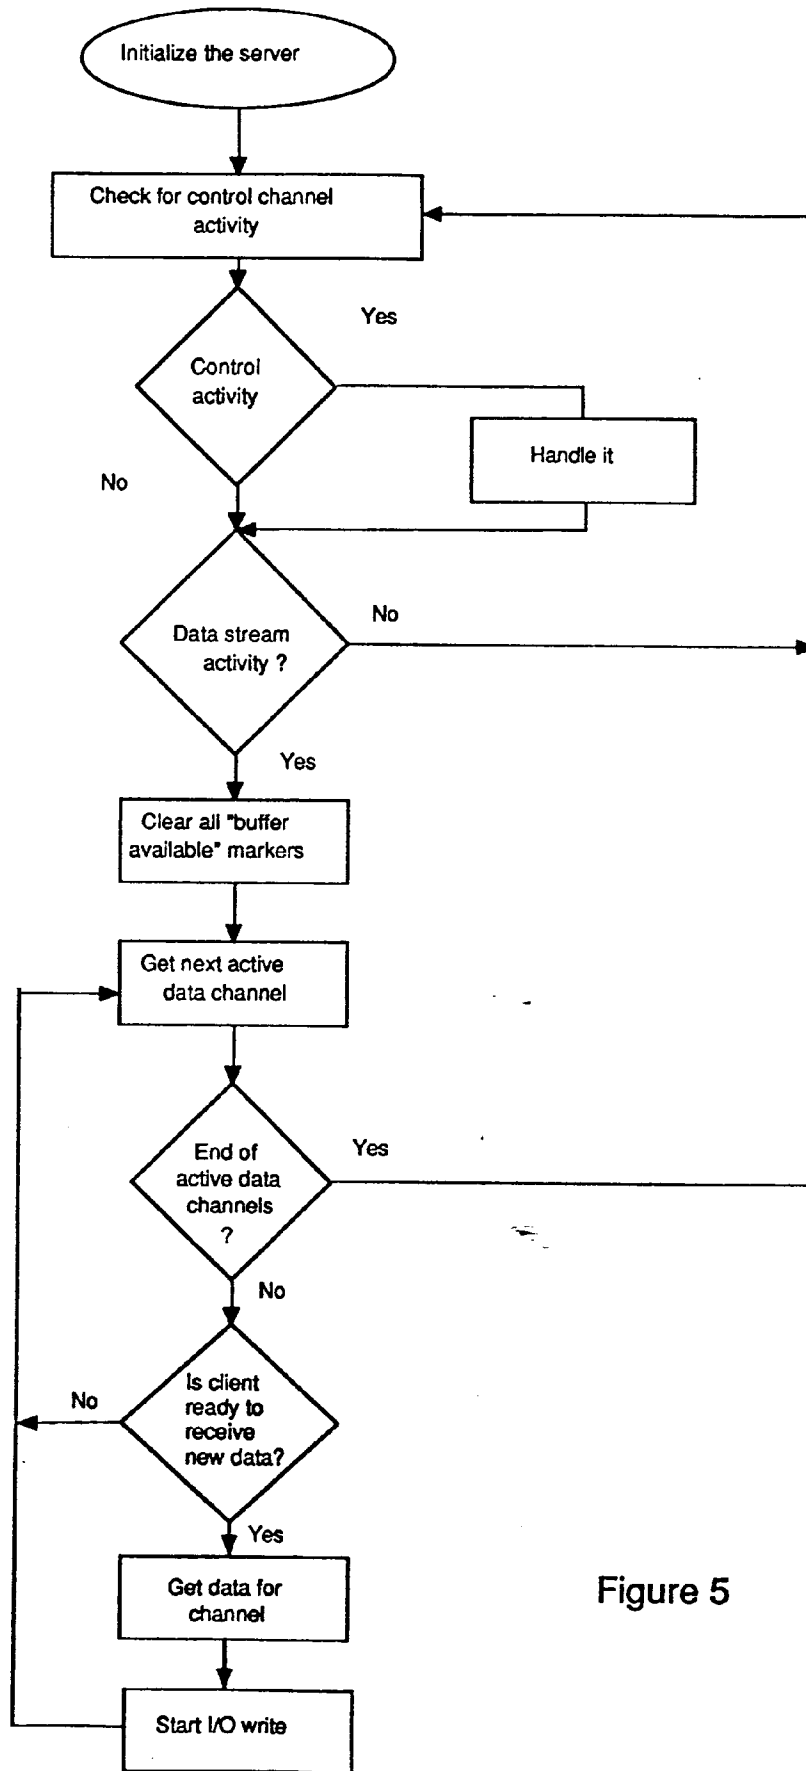 Initialize the server
Check for control channel
activity
Yes
Control
activity
Handle it
No
No
Data stream
activity ?
Yes
Clear all "buffer
available" markers
Get next active
data channel
Yes
End of
active data
channels
?
No
Is client
ready to
receive
new data?
No
Yes
Get data for
channel
Figure 5
Start I/O write